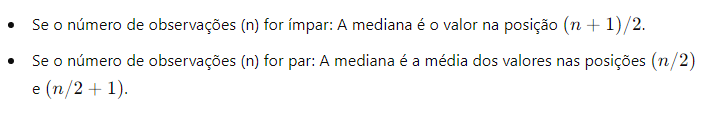 • Se o número de observações (n) for ímpar: A mediana é o valor na posição (n + 1)/2.
• Se o número de observações (n) for par: A mediana é a média dos valores nas posições (n/2)
e (n/2 + 1).